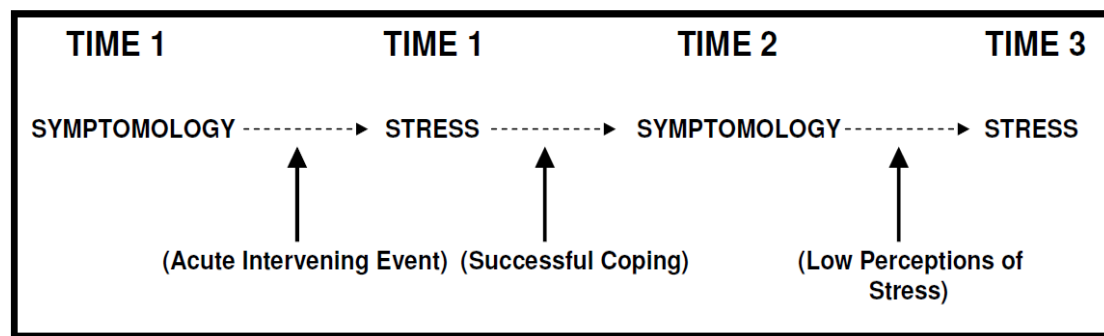 TIME 1 TIME 1 TIME 2 TIME 3
SYMPTOMOLOGY STRESS SYMPTOMOLOGY STRESS
(Acute Intervening Event) (Successful Coping) (Low Perceptions of
Stress)